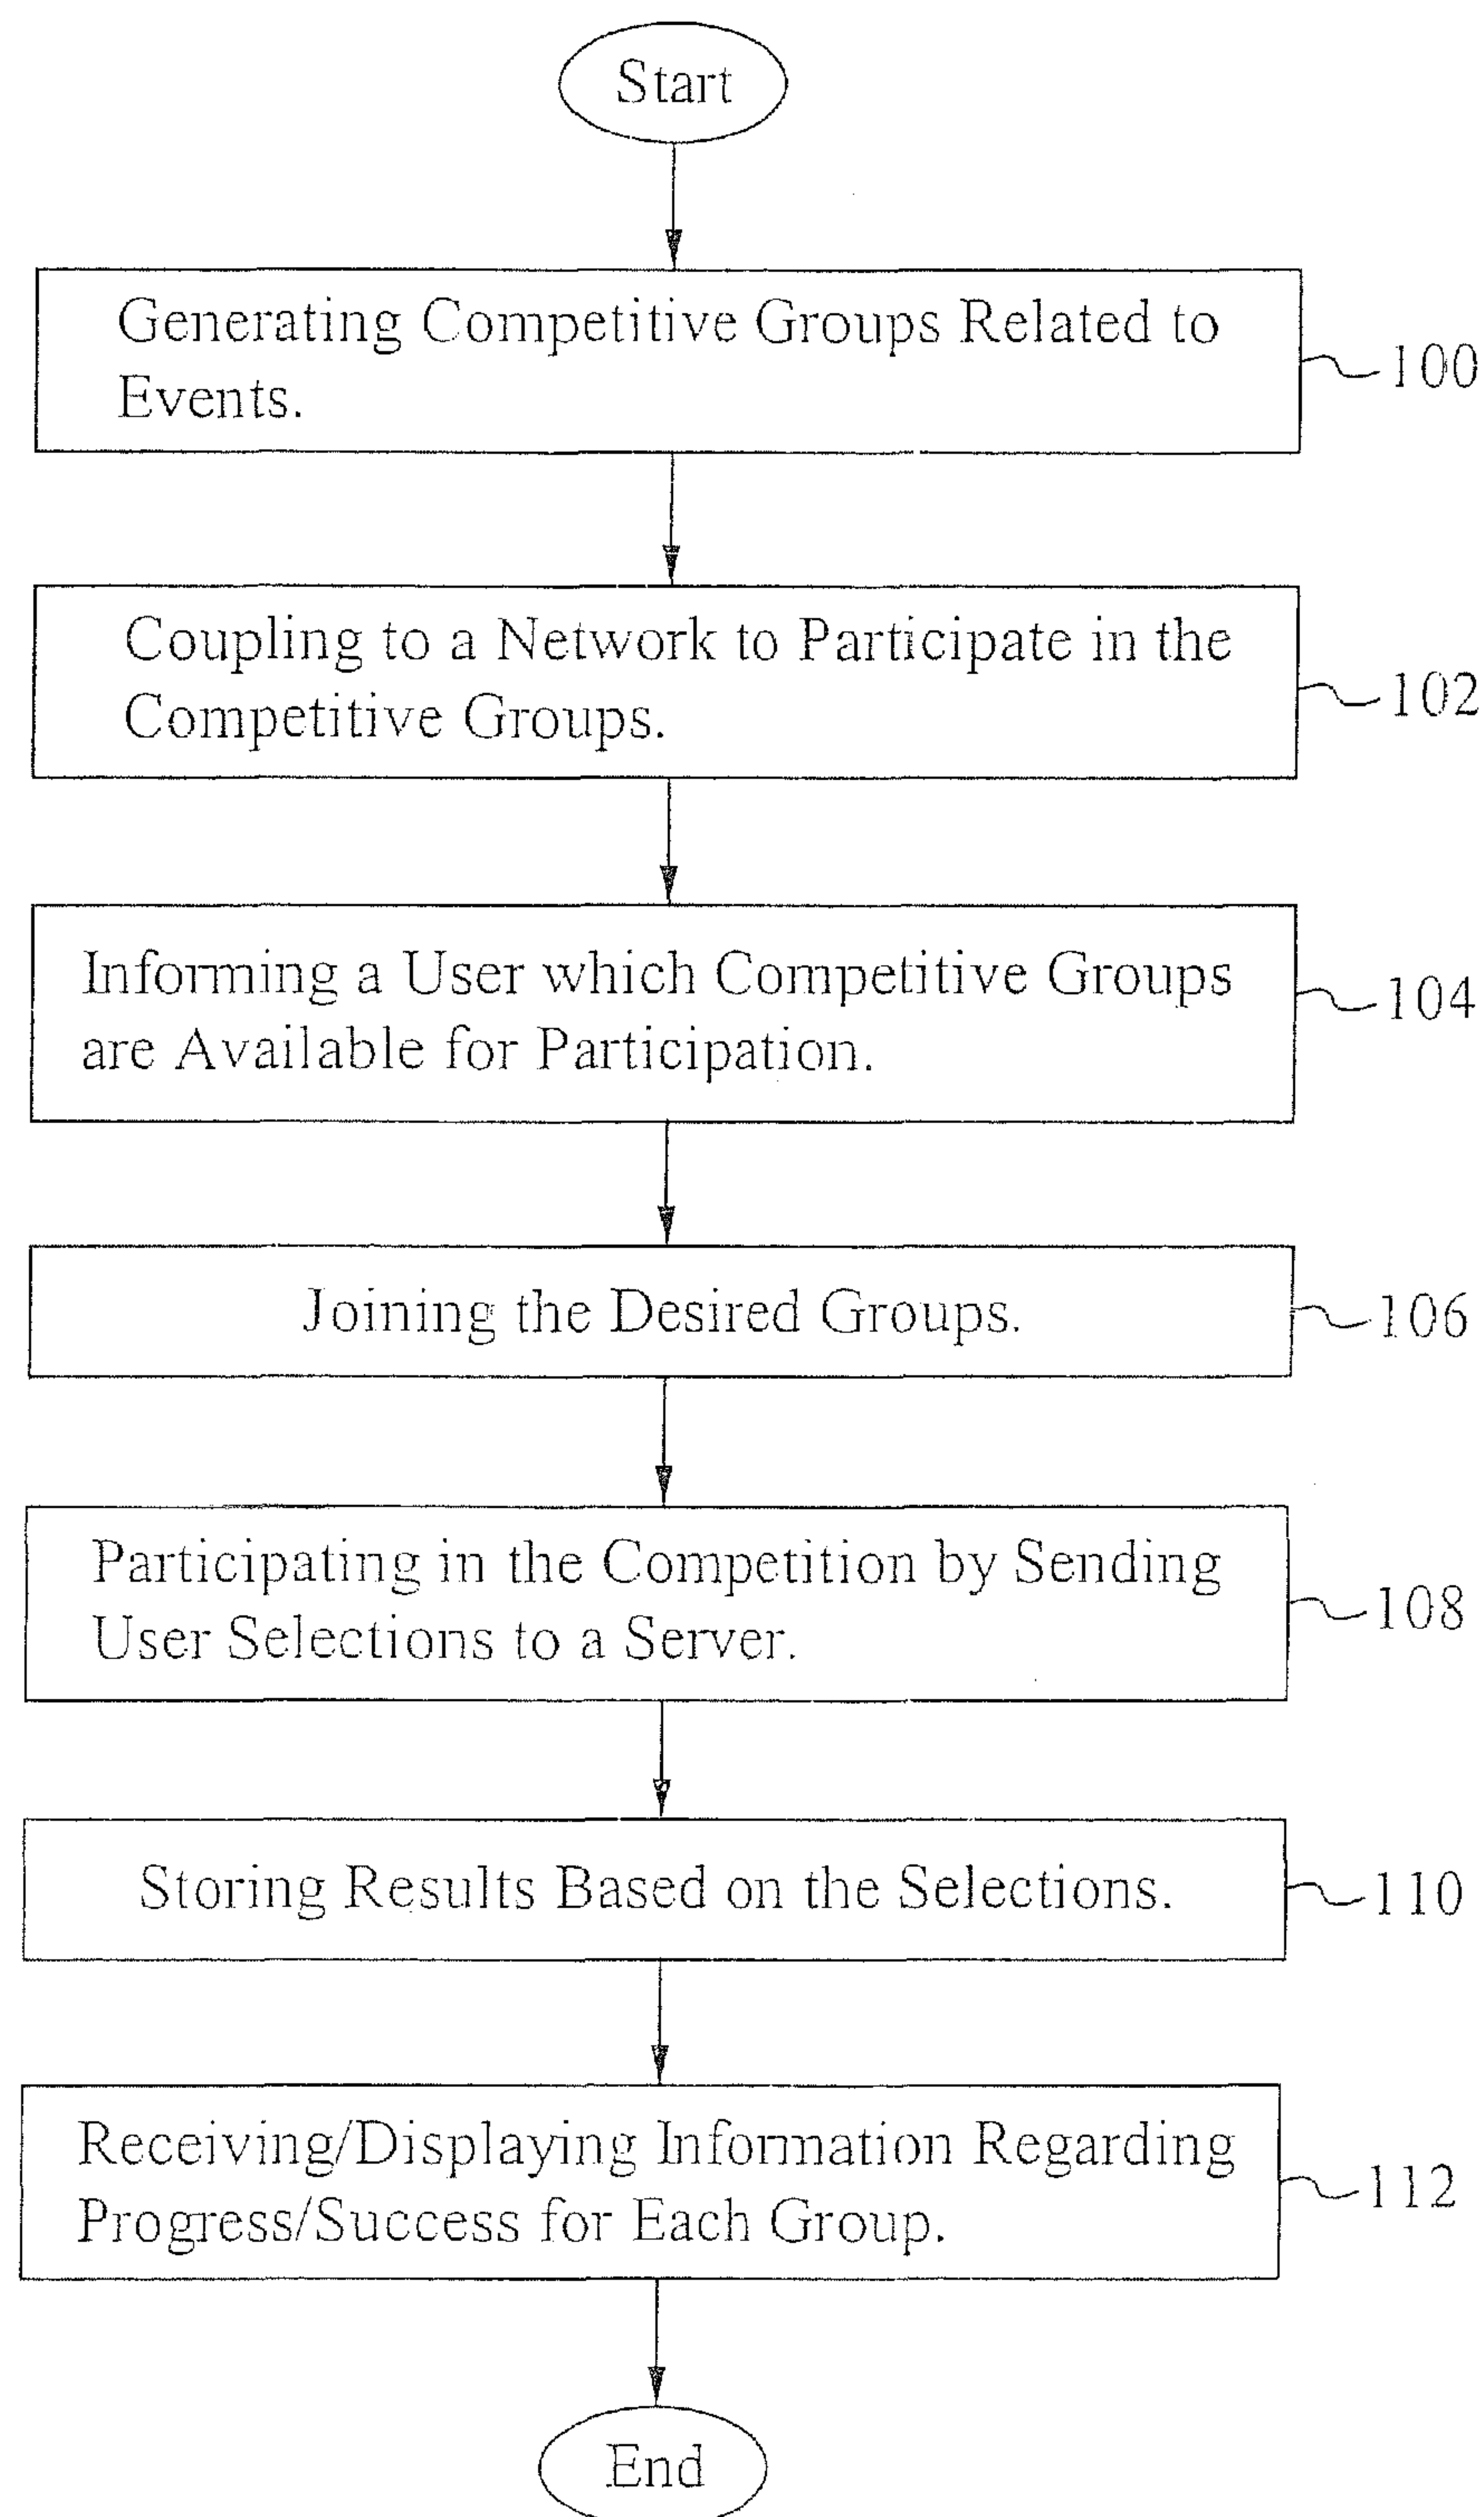 Start
Generating Competitive Groups Related to
Events.
100
Coupling to a Network to Participate in the
Competitive Groups.
102
Informing a User which Competitive Groups
are Available for Participation.
104
Joining the Desired Groups.
106
Participating in the Competition by Sending
User Selections to a Server.
108
Storing Results Based on the Selections.
110
Receiving/Displaying Information Regarding
Progress/Success for Each Group.
112
End